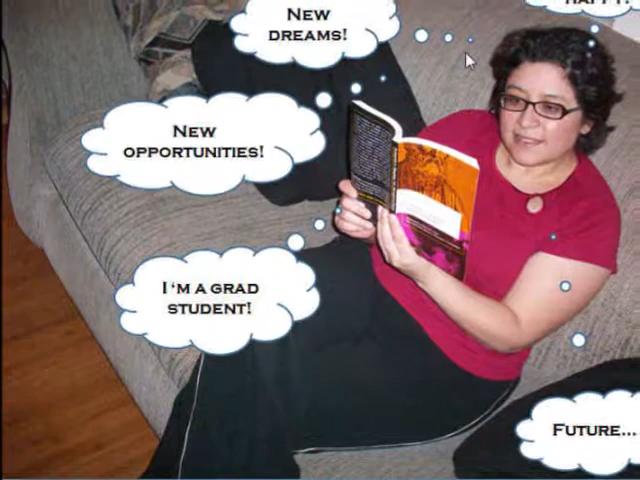 NEW
DREAMS!
NEW
OPPORTUNITIES!
I 'M A GRAD
STUDENT!
FUTURE...